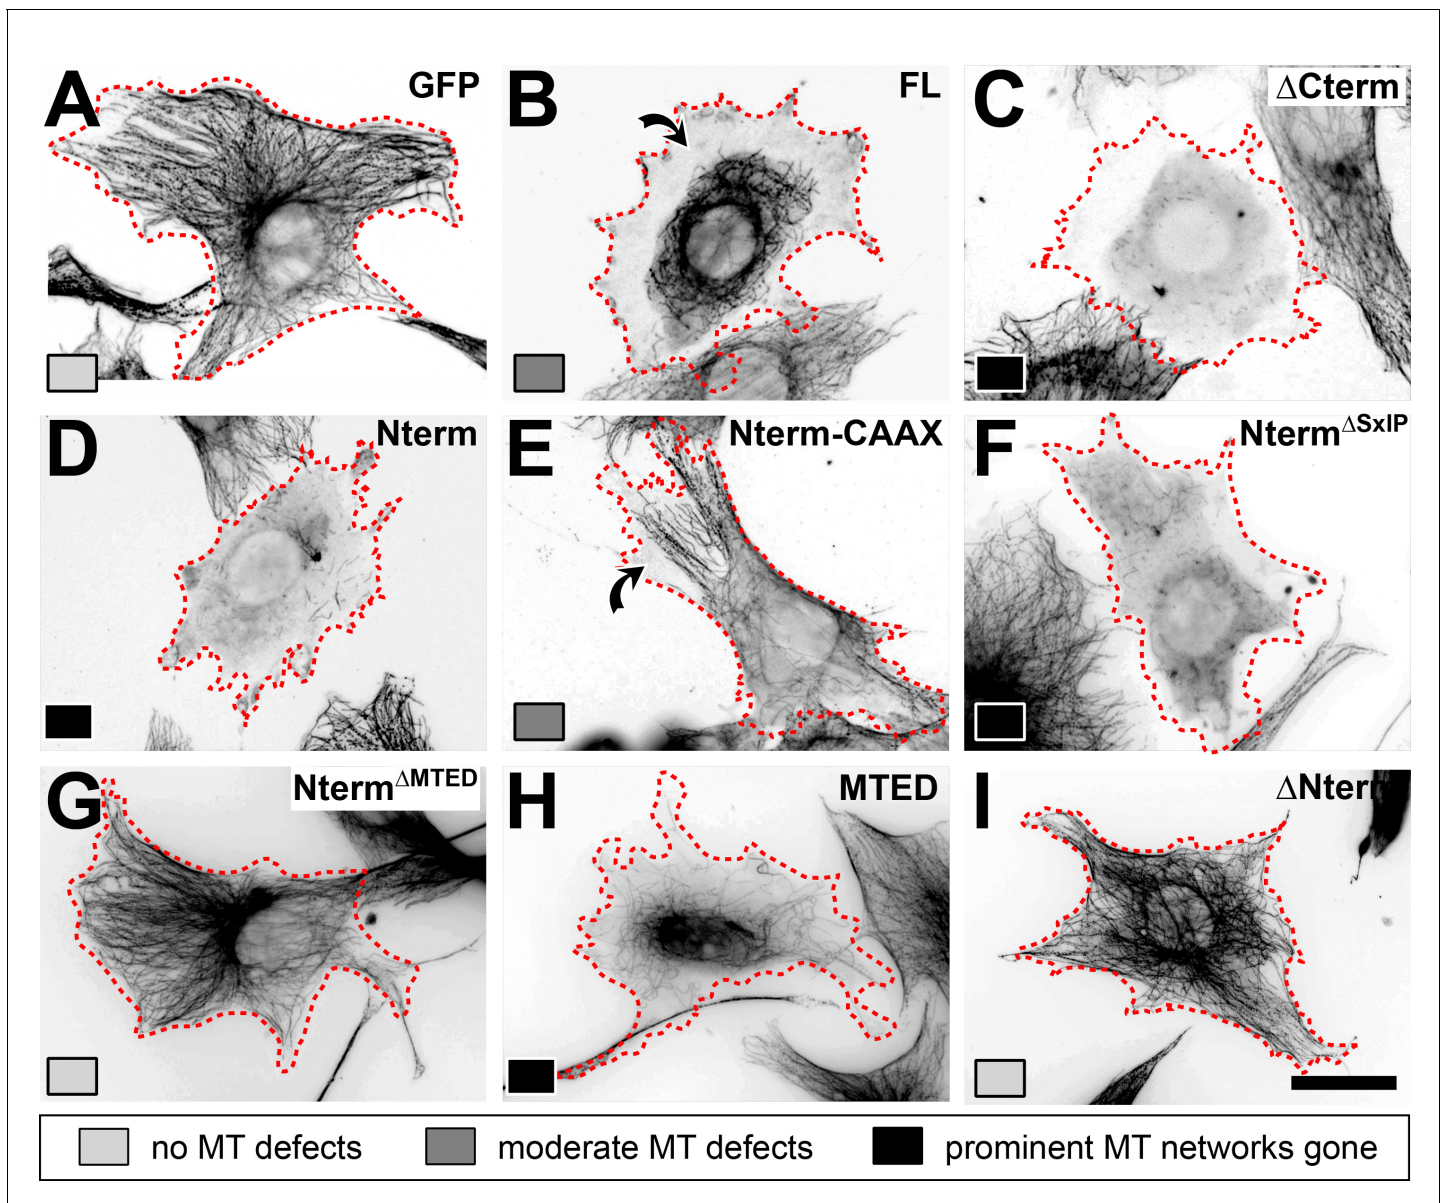 A GFP
B FL
C ΔCterm
D Nterm
E Nterm-CAAX
F NtermΔSxIP
G NtermΔMTED
H MTED
I ΔNterm
no MT defects moderate MT defects prominent MT networks gone